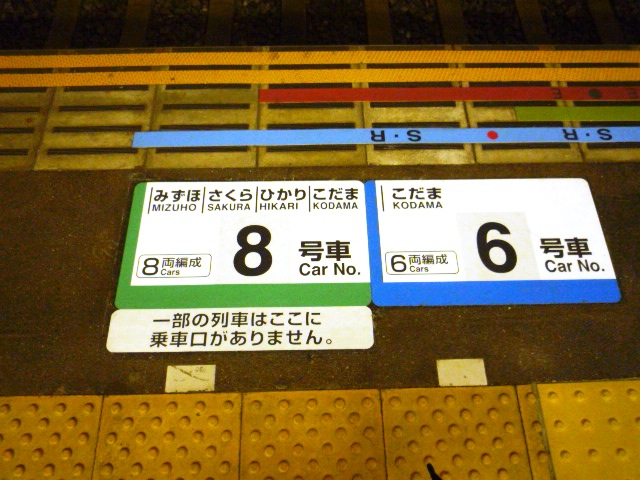 S·R
S·R
みずほ さくら ひかり こだま
MIZUHO SAKURA HIKARI KODAMA
8両編成
Cars
8
号車
Car No.
一部の列車はここに
乗車口がありません。
こだま
KODAMA
6両編成
Cars
6
号車
Car No.